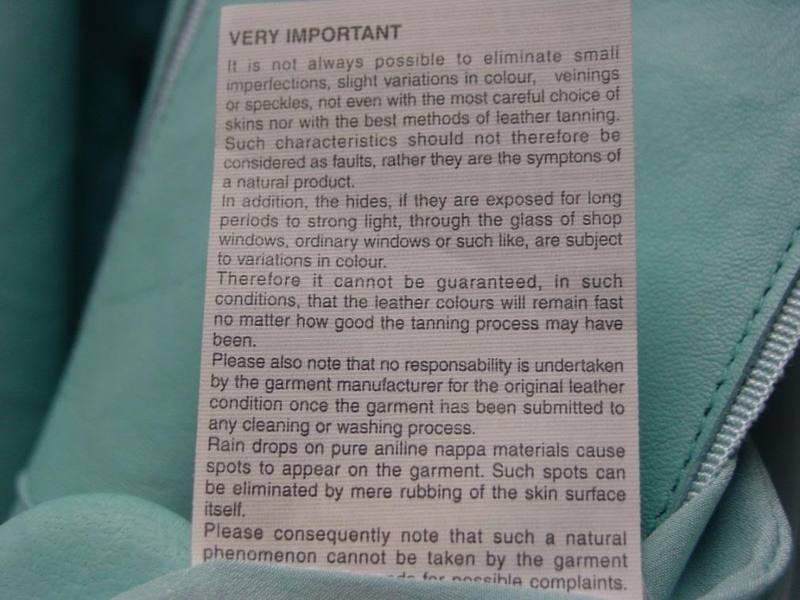 VERY IMPORTANT
It is not always possible to eliminate small
imperfections, slight variations in colour, veinings
or speckles, not even with the most careful choice of
skins nor with the best methods of leather tanning.
Such characteristics should not therefore be
considered as faults, rather they are the symptons of
a natural product.
In addition, the hides, if they are exposed for long
periods to strong light, through the glass of shop
windows, ordinary windows or such like, are subject
to variations in colour.
Therefore it cannot be guaranteed, in such
conditions, that the leather colours will remain fast
no matter how good the tanning process may have
been.
Please also note that no responsability is undertaken
by the garment manufacturer for the original leather
condition once the garment has been submitted to
any cleaning or washing process.
Rain drops on pure aniline nappa materials cause
spots to appear on the garment. Such spots can
be eliminated by mere rubbing of the skin surface
itself.
Please consequently note that such a natural
phenomenon cannot be taken by the garment
for possible complaints.